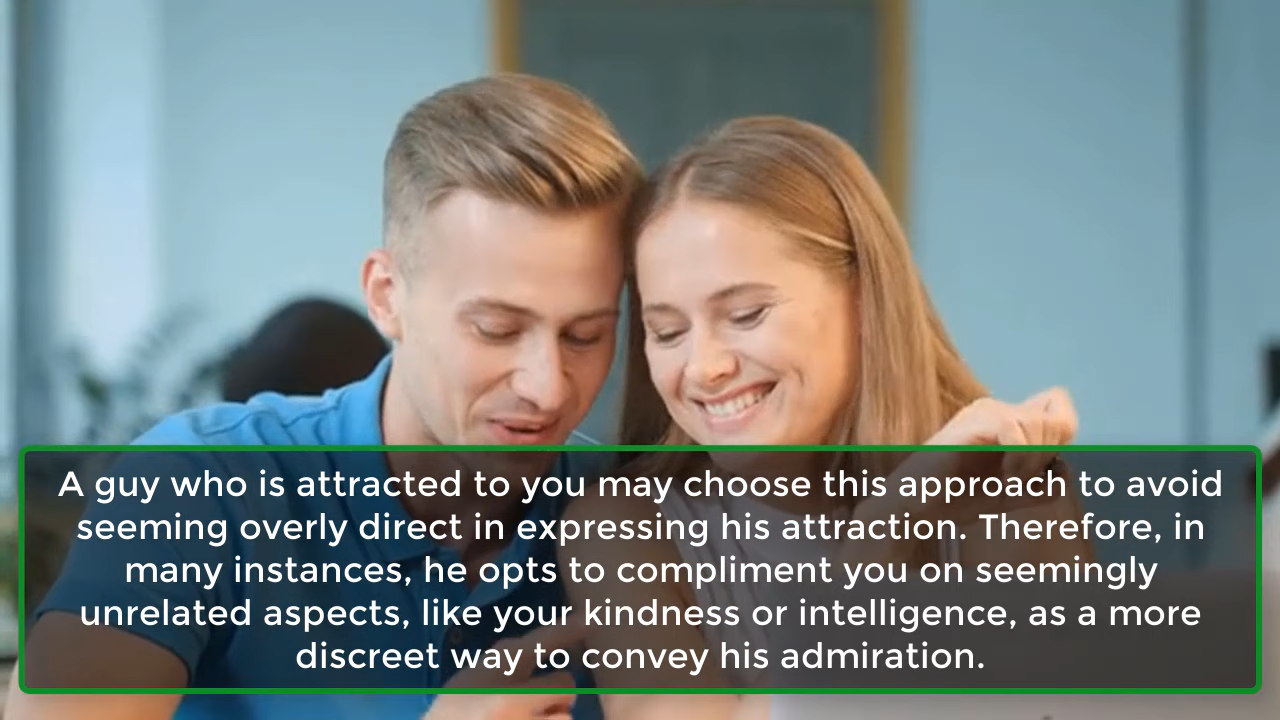 A guy who is attracted to you may choose this approach to avoid
seeming overly direct in expressing his attraction. Therefore, in
many instances, he opts to compliment you on seemingly
unrelated aspects, like your kindness or intelligence, as a more
discreet way to convey his admiration.